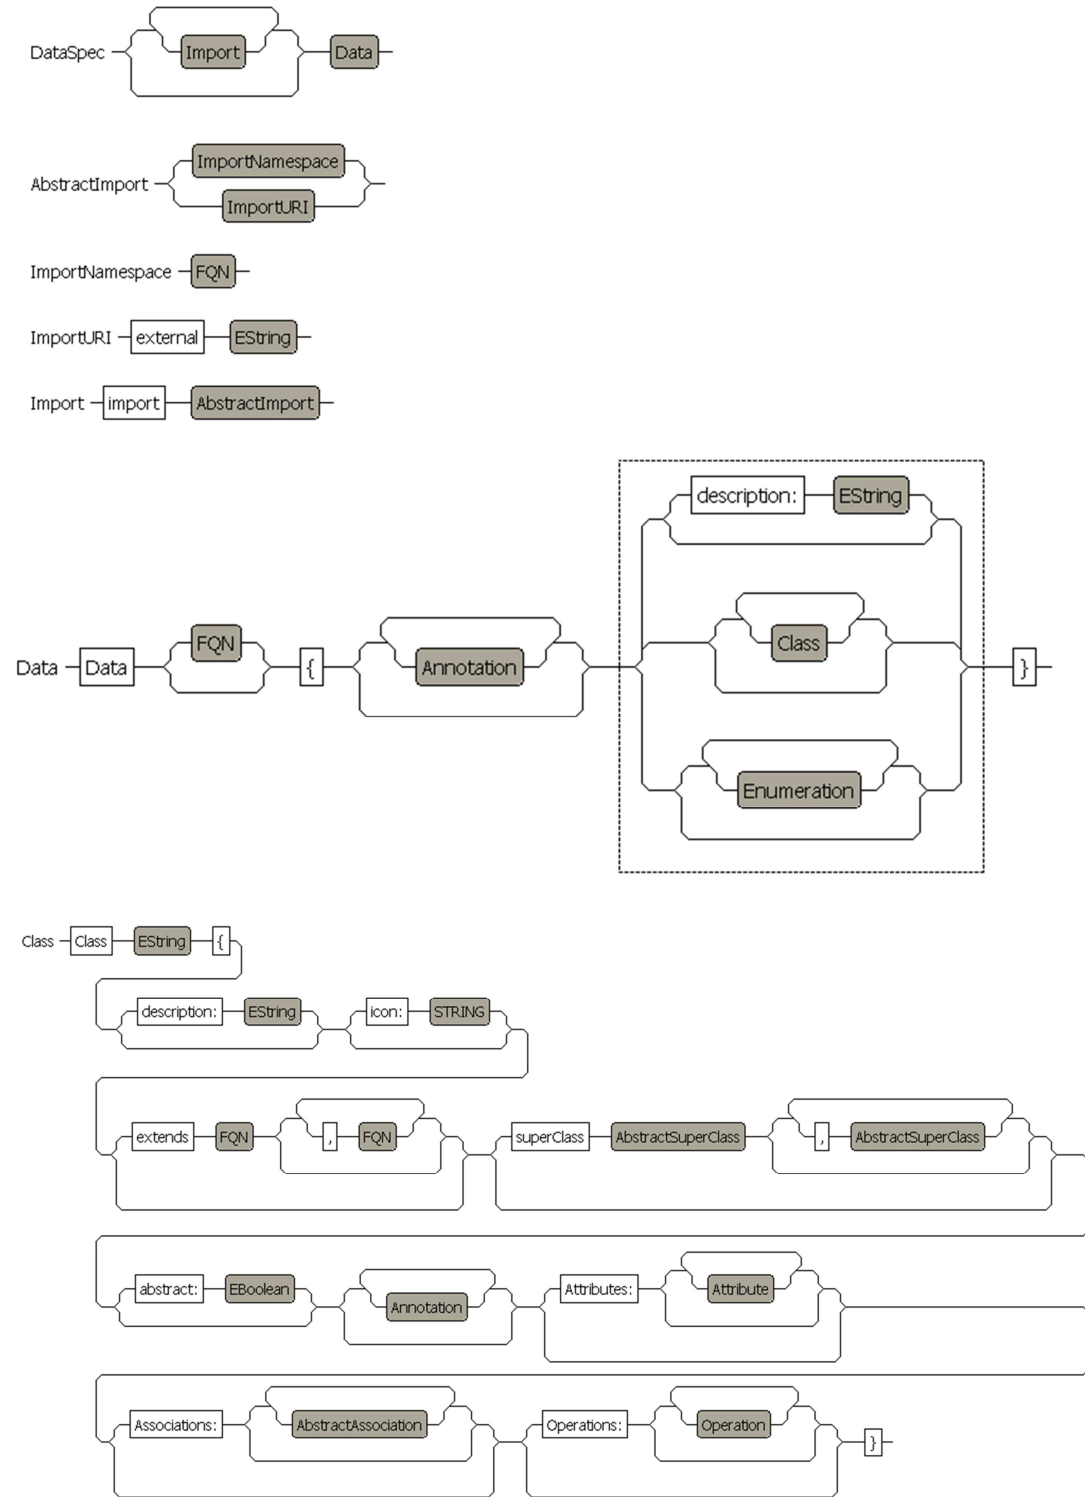 DataSpec Import Data
AbstractImport ImportNamespace
ImportURI
ImportNamespace FQN
ImportURI external EString
Import import AbstractImport
description: EString
Data Data FQN { Annotation Class }
Enumeration
Class Class EString {
description: EString icon: STRING
extends FQN , FQN superClass AbstractSuperClass , AbstractSuperClass
abstract: EBoolean Annotation Attributes: Attribute
Associations: AbstractAssociation Operations: Operation }